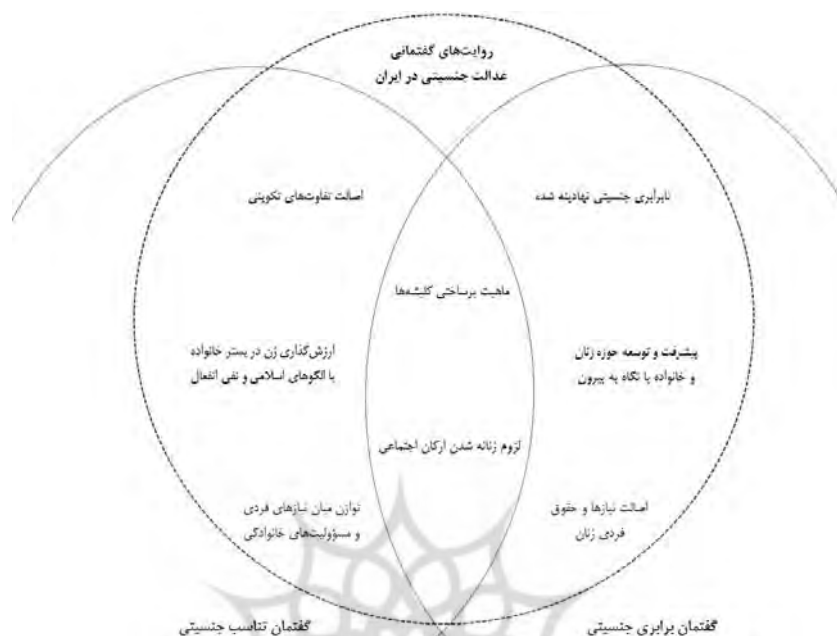 روایت‌های گفتمانی
عدالت جنسیتی در ایران
نابرابری جنسیتی نهادینه شده
اصالت تفاوت‌های تکوینی
ماهیت برساختی کلیشه‌ها
پیشرفت و توسعه حوزه زنان
و خانواده با نگاه به بیرون
ارزش‌گذاری زن در بستر خانواده
با الگوهای اسلامی و نفی انفعال
لزوم زنانه شدن ارکان اجتماعی
اصالت نیازها و حقوق
فردی زنان
توازن میان نیازهای فردی
و مسؤولیت‌های خانوادگی
گفتمان برابری جنسیتی
گفتمان تناسب جنسیتی